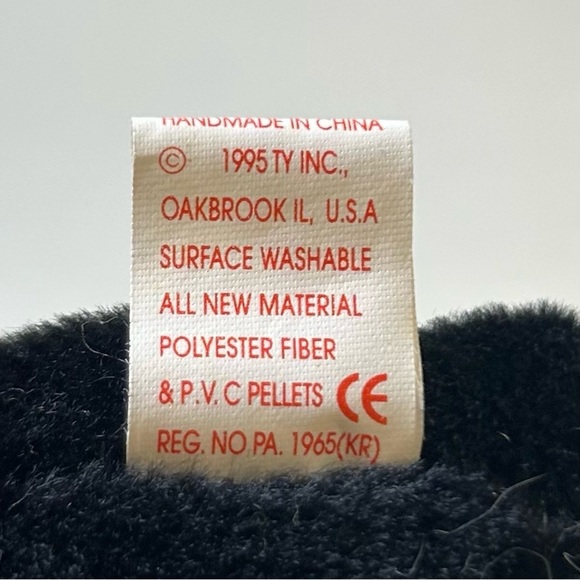 HANDMADE IN CHINA
© 1995 TY INC.,
OAKBROOK IL, U.S.A
SURFACE WASHABLE
ALL NEW MATERIAL
POLYESTER FIBER
& P.V.C PELLETS CE
REG. NO PA. 1965(KR)